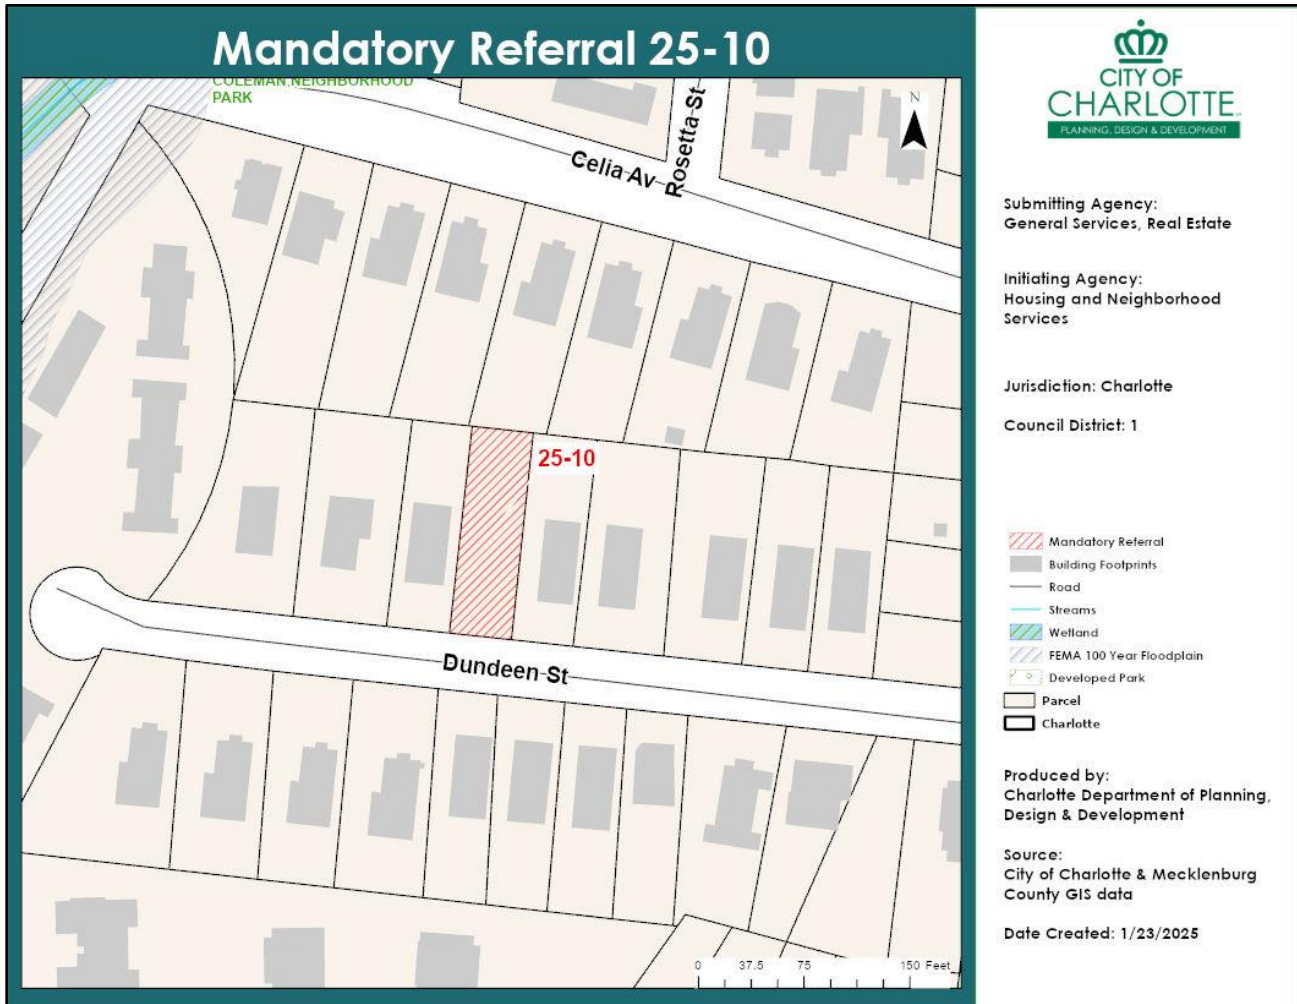 Mandatory Referral 25-10
COLEMAN NEIGHBORHOOD
PARK
Celia Av
Rosetta St
N
25-10
Dundeen St
0 37.5 75 150 Feet
CITY OF
CHARLOTTE
PLANNING, DESIGN & DEVELOPMENT
Submitting Agency:
General Services, Real Estate
Initiating Agency:
Housing and Neighborhood
Services
Jurisdiction: Charlotte
Council District: 1
Mandatory Referral
Building Footprints
Road
Streams
Wetland
FEMA 100 Year Floodplain
Developed Park
Parcel
Charlotte
Produced by:
Charlotte Department of Planning,
Design & Development
Source:
City of Charlotte & Mecklenburg
County GIS data
Date Created: 1/23/2025